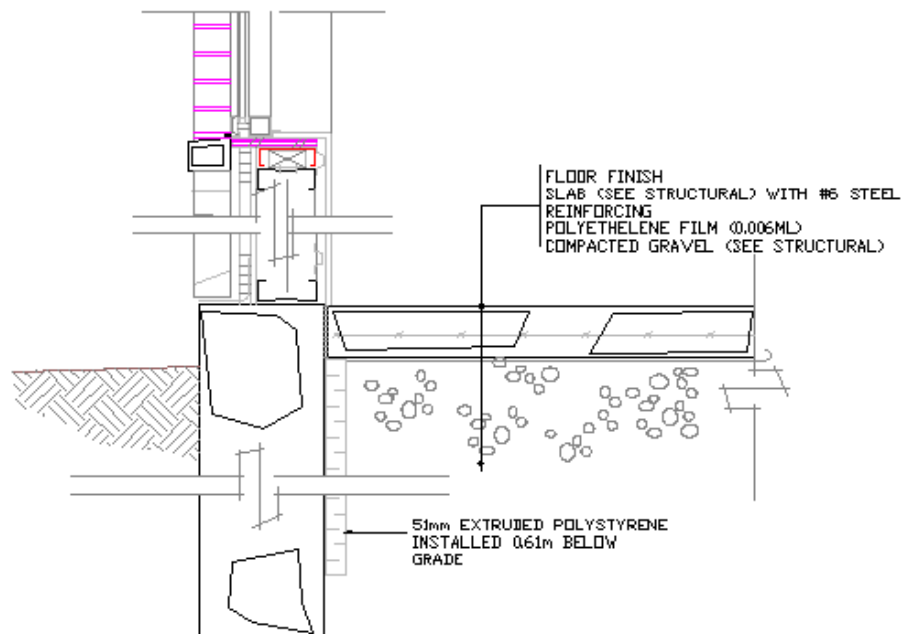 FLOOR FINISH
SLAB (SEE STRUCTURAL) WITH #6 STEEL
REINFORCING
POLYETHELENE FILM (0.006ML)
COMPACTED GRAVEL (SEE STRUCTURAL)
51mm EXTRUDED POLYSTYRENE
INSTALLED 0.61m BELOW
GRADE